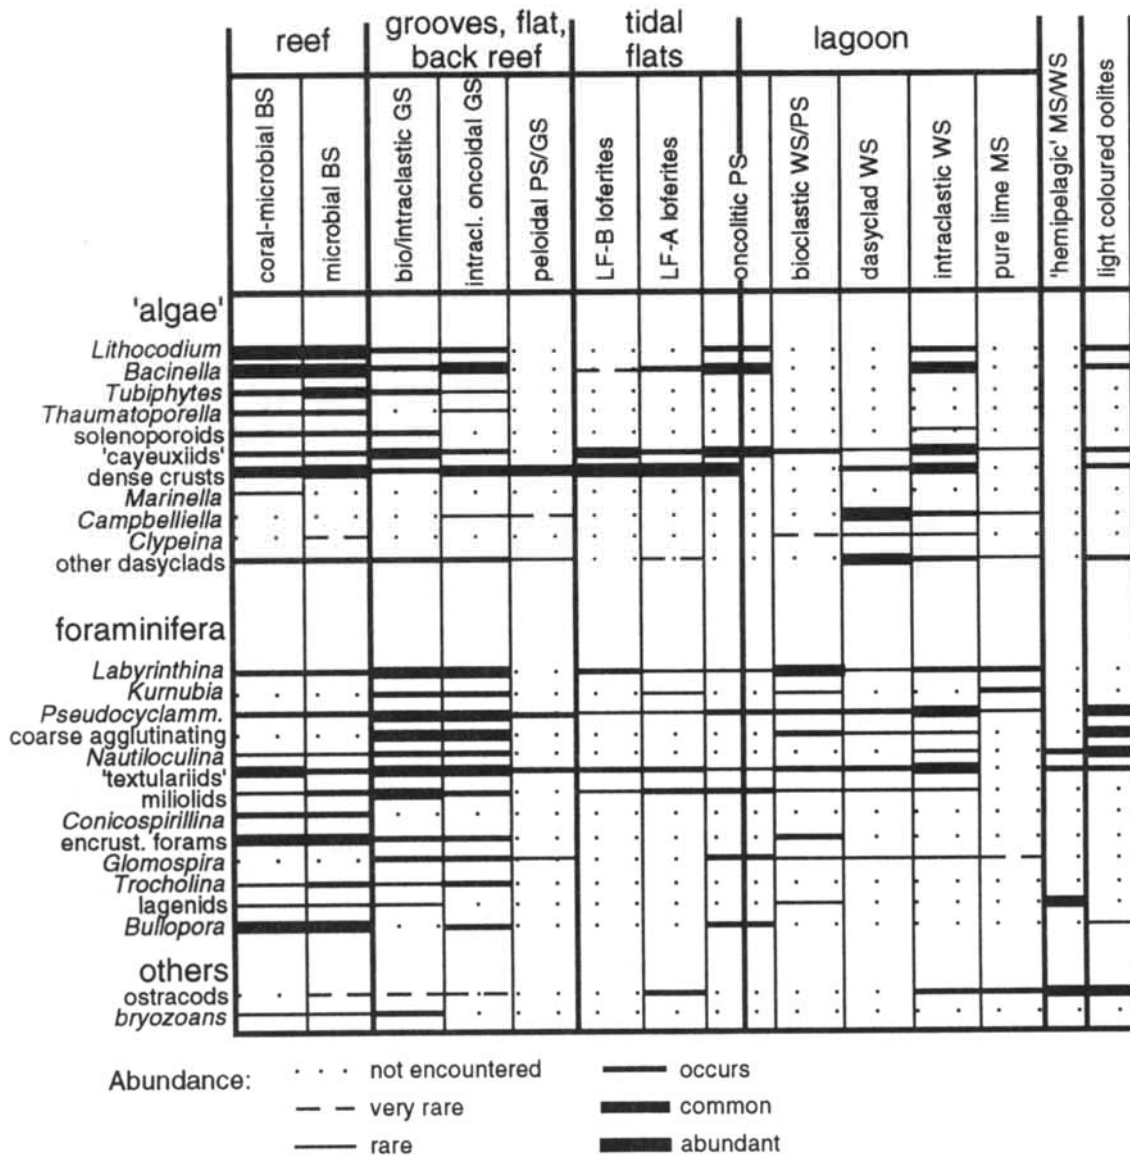 reef
grooves, flat,
back reef
tidal
flats
lagoon
coral-microbial BS
microbial BS
bio/intraclastic GS
intracl. oncoidal GS
peloidal PS/GS
LF-B loferites
LF-A loferites
oncolitic PS
bioclastic WS/PS
dasyclad WS
intraclastic WS
pure lime MS
'hemipelagic' MS/WS
light coloured oolites
'algae'
Lithocodium
Bacinella
Tubiphytes
Thaumatoporella
solenoporoids
'cayeuxiids'
dense crusts
Marinella
Campbelliella
Clypeina
other dasyclads
foraminifera
Labyrinthina
Kurnubia
Pseudocyclamm.
coarse agglutinating
Nautiloculina
'textulariids'
miliolids
Conicospirillina
encrust. forams
Glomospira
Trocholina
lagenids
Bullopora
others
ostracods
bryozoans
Abundance:
not encountered
very rare
rare
occurs
common
abundant